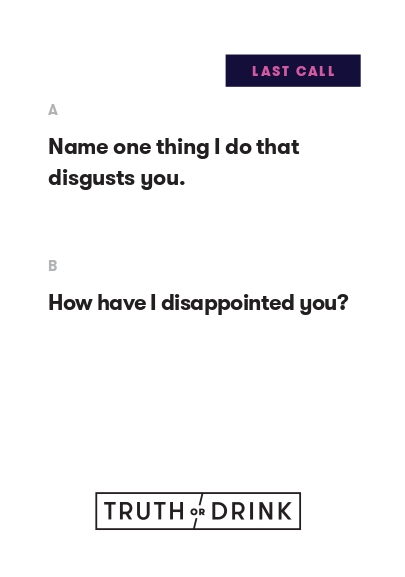 LAST CALL
A
Name one thing I do that
disgusts you.
B
How have I disappointed you?
TRUTH OR DRINK